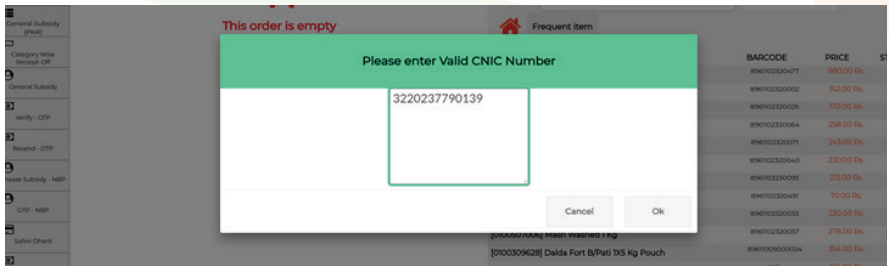 General Subsidy
(PKR)
Category Wise
Receipt-Off
General Subsidy
Verify - OTP
Resend - OTP
Subsidy - NBP
OTP - NBP
Sohni Dharti
This order is empty
Frequent item
Please enter Valid CNIC Number
3220237790139
Cancel
Ok
BARCODE PRICE
8961102320477 980.00 Rs.
8961102320002 162.00 Rs.
8961102320026 170.00 Rs.
8961102320064 258.00 Rs.
8961102320071 243.00 Rs.
8961102320040 230.00 Rs.
8961103230095 213.00 Rs.
8961102320491 70.00 Rs.
8961102320033 230.00 Rs.
[0100507006] Mash Washed 1 Kg 8961102320057 278.00 Rs.
[0100309628] Dalda Fort B/Pati 1X5 Kg Pouch 8961105000024 354.00 Rs.